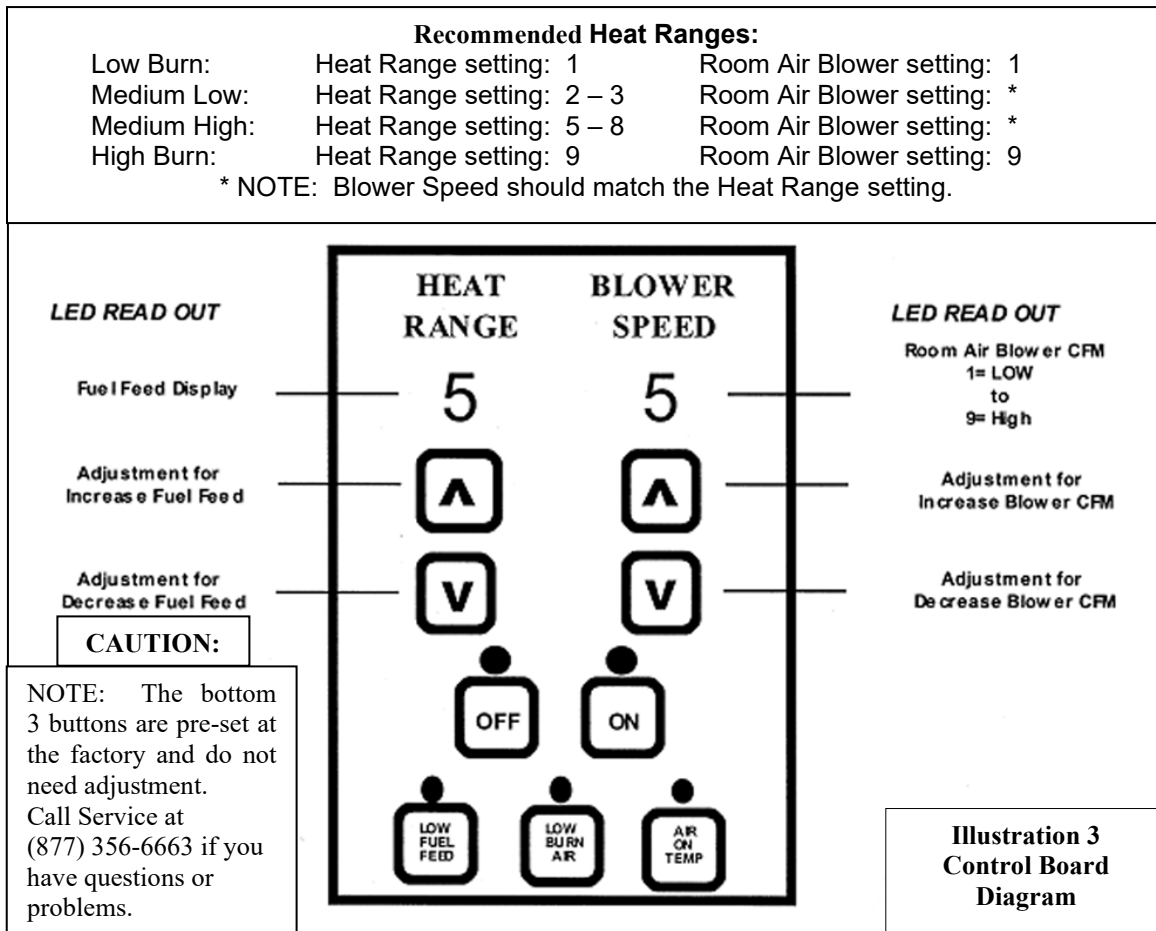 Recommended Heat Ranges:
Low Burn: Heat Range setting: 1 Room Air Blower setting: 1
Medium Low: Heat Range setting: 2 – 3 Room Air Blower setting: *
Medium High: Heat Range setting: 5 – 8 Room Air Blower setting: *
High Burn: Heat Range setting: 9 Room Air Blower setting: 9
* NOTE: Blower Speed should match the Heat Range setting.
LED READ OUT
Fuel Feed Display
Adjustment for
Increase Fuel Feed
Adjustment for
Decrease Fuel Feed
CAUTION:
NOTE: The bottom
3 buttons are pre-set at
the factory and do not
need adjustment.
Call Service at
(877) 356-6663 if you
have questions or
problems.
HEAT
RANGE
5
∧
∨
BLOWER
SPEED
5
∧
∨
OFF
ON
LOW
FUEL
FEED
LOW
BURN
AIR
AIR
ON
TEMP
LED READ OUT
Room Air Blower CFM
1= LOW
to
9= High
Adjustment for
Increase Blower CFM
Adjustment for
Decrease Blower CFM
Illustration 3
Control Board
Diagram